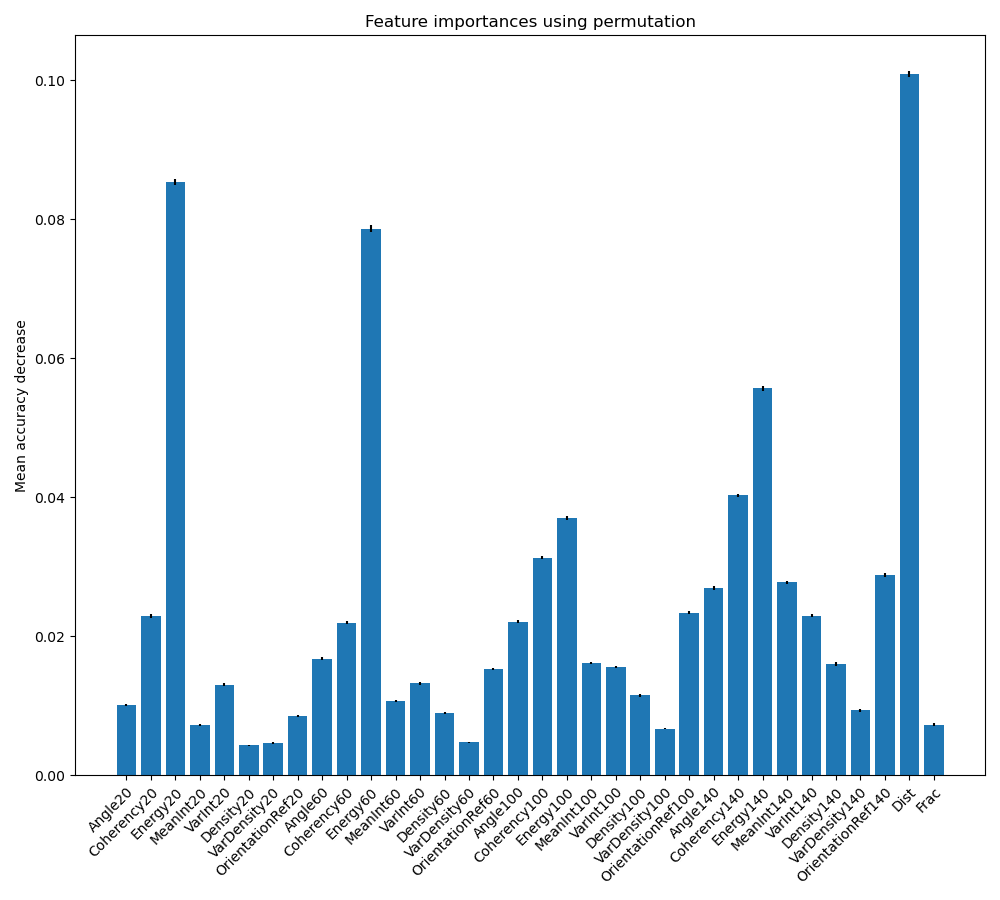 Feature importances using permutation
Mean accuracy decrease
0.10
0.08
0.06
0.04
0.02
0.00
Angle20
Coherency20
Energy20
MeanInt20
VarInt20
Density20
VarDensity20
OrientationRef20
Angle60
Coherency60
Energy60
MeanInt60
VarInt60
Density60
VarDensity60
OrientationRef60
Angle100
Coherency100
Energy100
MeanInt100
VarInt100
Density100
VarDensity100
OrientationRef100
Angle140
Coherency140
Energy140
MeanInt140
VarInt140
Density140
VarDensity140
OrientationRef140
Dist
Frac